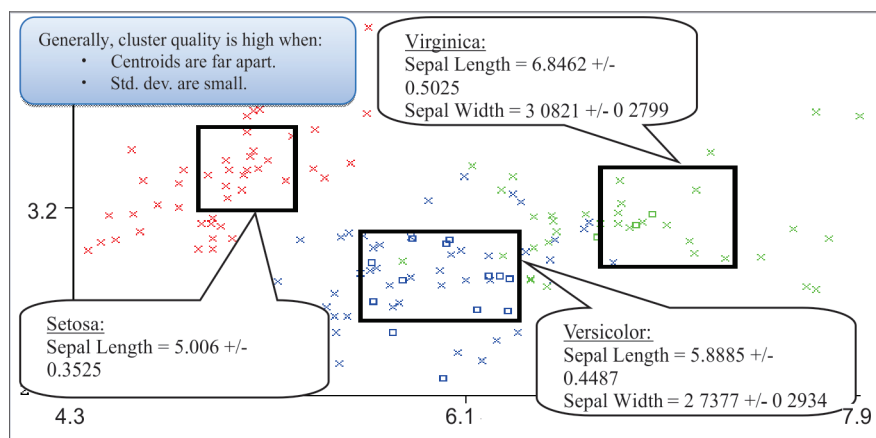 Generally, cluster quality is high when:
• Centroids are far apart.
• Std. dev. are small.
Virginica:
Sepal Length = 6.8462 +/-
0.5025
Sepal Width = 3 0821 +/- 0 2799
3.2
Setosa:
Sepal Length = 5.006 +/-
0.3525
Versicolor:
Sepal Length = 5.8885 +/-
0.4487
Sepal Width = 2 7377 +/- 0 2934
4.3
6.1
7.9